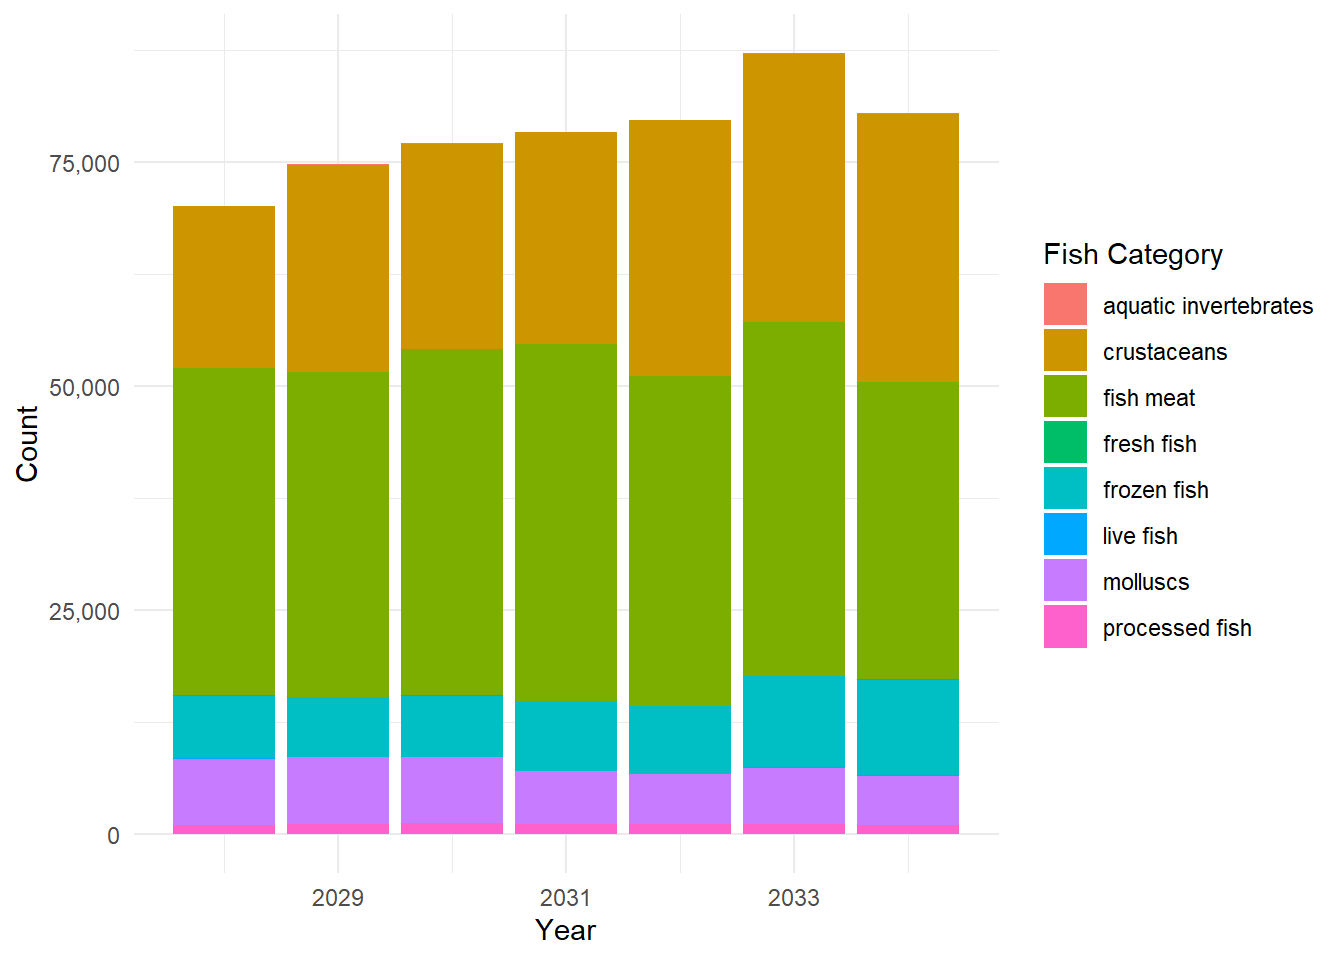 75,000
50,000
25,000
0
Count
2029
2031
2033
Year
Fish Category
aquatic invertebrates
crustaceans
fish meat
fresh fish
frozen fish
live fish
molluscs
processed fish